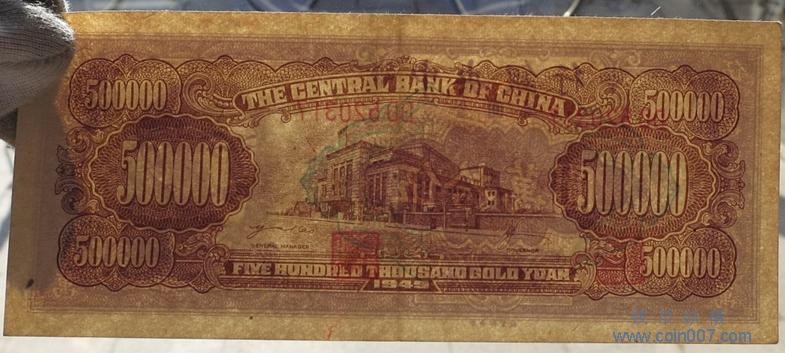 500000
THE CENTRAL BANK OF CHINA
500000
500000
500000
GENERAL MANAGER
GOVERNOR
500000
FIVE HUNDRED THOUSAND GOLD YUAN
500000
1949
www.coin007.com